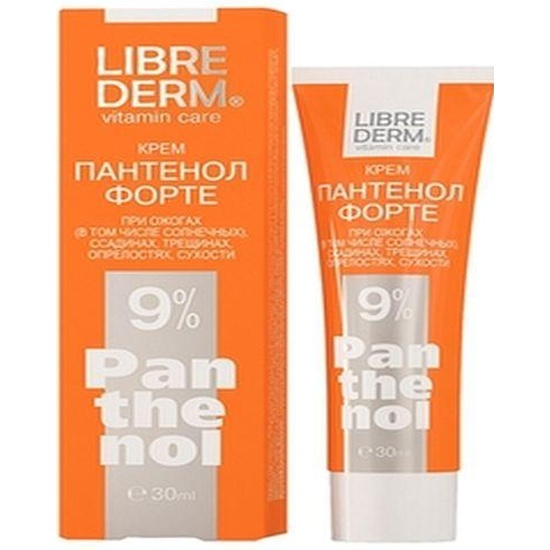 LIBRE
DERM®
vitamin care
КРЕМ
ПАНТЕНОЛ
ФОРТЕ
ПРИ ОЖОГАХ
(В ТОМ ЧИСЛЕ СОЛНЕЧНЫХ),
ССАДИНАХ, ТРЕЩИНАХ,
ОПРЕЛОСТЯХ, СУХОСТИ
9%
Pan
the
nol
℮30ml
LIBRE
DERM®
vitamin care
КРЕМ
ПАНТЕНОЛ
ФОРТЕ
ПРИ ОЖОГАХ
(В ТОМ ЧИСЛЕ СОЛНЕЧНЫХ),
ССАДИНАХ, ТРЕЩИНАХ,
ОПРЕЛОСТЯХ, СУХОСТИ
9%
Pan
the
nol
℮30ml